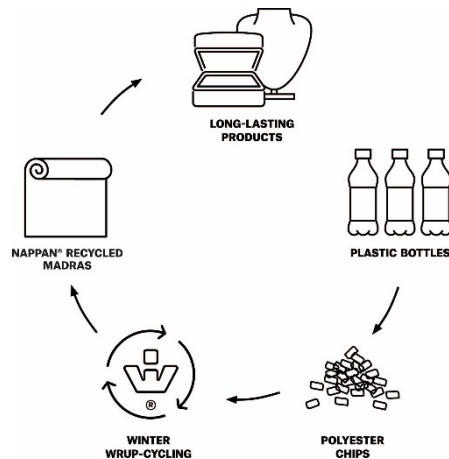 LONG-LASTING
PRODUCTS
PLASTIC BOTTLES
NAPPAN® RECYCLED
MADRAS
POLYESTER
CHIPS
WINTER
WRUP-CYCLING
®